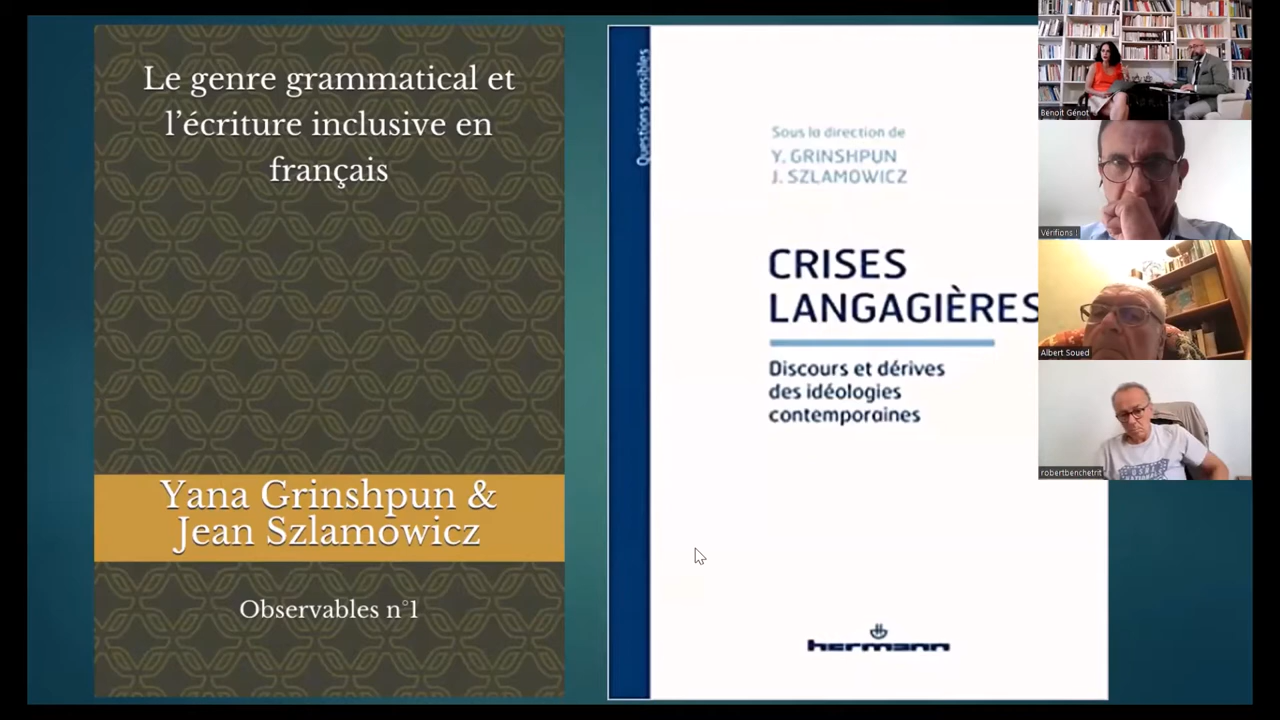 Le genre grammatical et
l'écriture inclusive en
français
Yana Grinshpun &
Jean Szlamowicz
Observables n°1
Questions sensibles
Sous la direction de
Y. GRINSHPUN
J. SZLAMOWICZ
CRISES
LANGAGIÈRES
Discours et dérives
des idéologies
contemporaines
hermann
Benoit Génot
Vérifions !
Albert Soued
robertbenchetrit